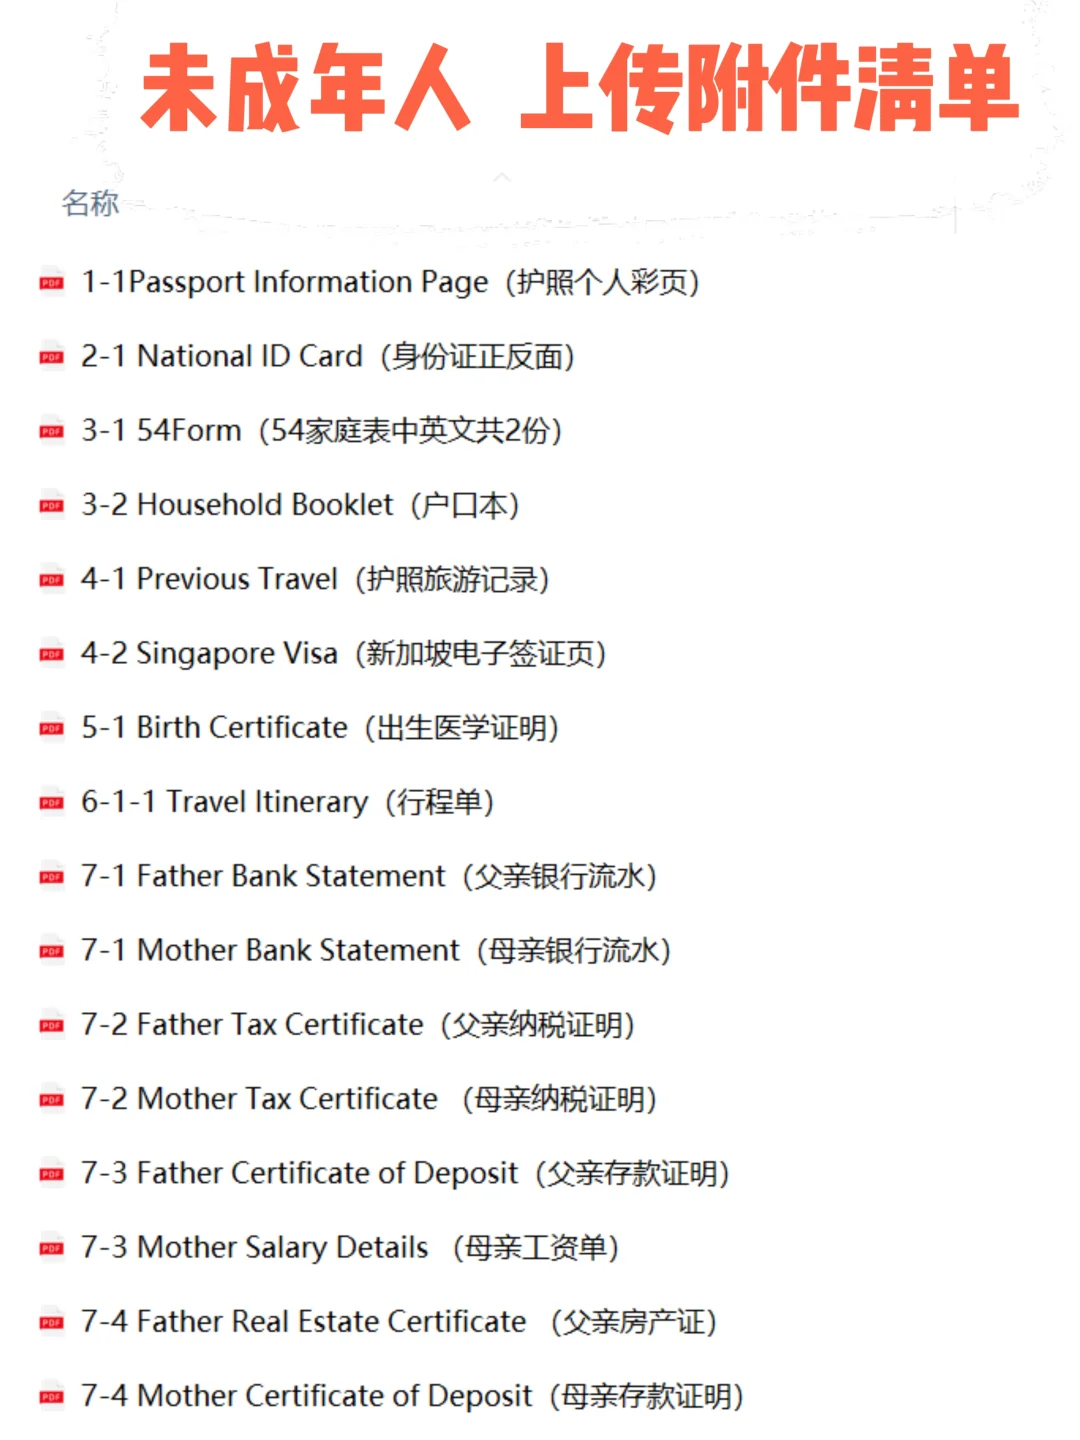 未成年人 上传附件清单
名称
PDF 1-1Passport Information Page（护照个人彩页）
PDF 2-1 National ID Card（身份证正反面）
PDF 3-1 54Form（54家庭表中英文共2份）
PDF 3-2 Household Booklet（户口本）
PDF 4-1 Previous Travel（护照旅游记录）
PDF 4-2 Singapore Visa（新加坡电子签证页）
PDF 5-1 Birth Certificate（出生医学证明）
PDF 6-1-1 Travel Itinerary（行程单）
PDF 7-1 Father Bank Statement（父亲银行流水）
PDF 7-1 Mother Bank Statement（母亲银行流水）
PDF 7-2 Father Tax Certificate（父亲纳税证明）
PDF 7-2 Mother Tax Certificate （母亲纳税证明）
PDF 7-3 Father Certificate of Deposit（父亲存款证明）
PDF 7-3 Mother Salary Details （母亲工资单）
PDF 7-4 Father Real Estate Certificate （父亲房产证）
PDF 7-4 Mother Certificate of Deposit（母亲存款证明）